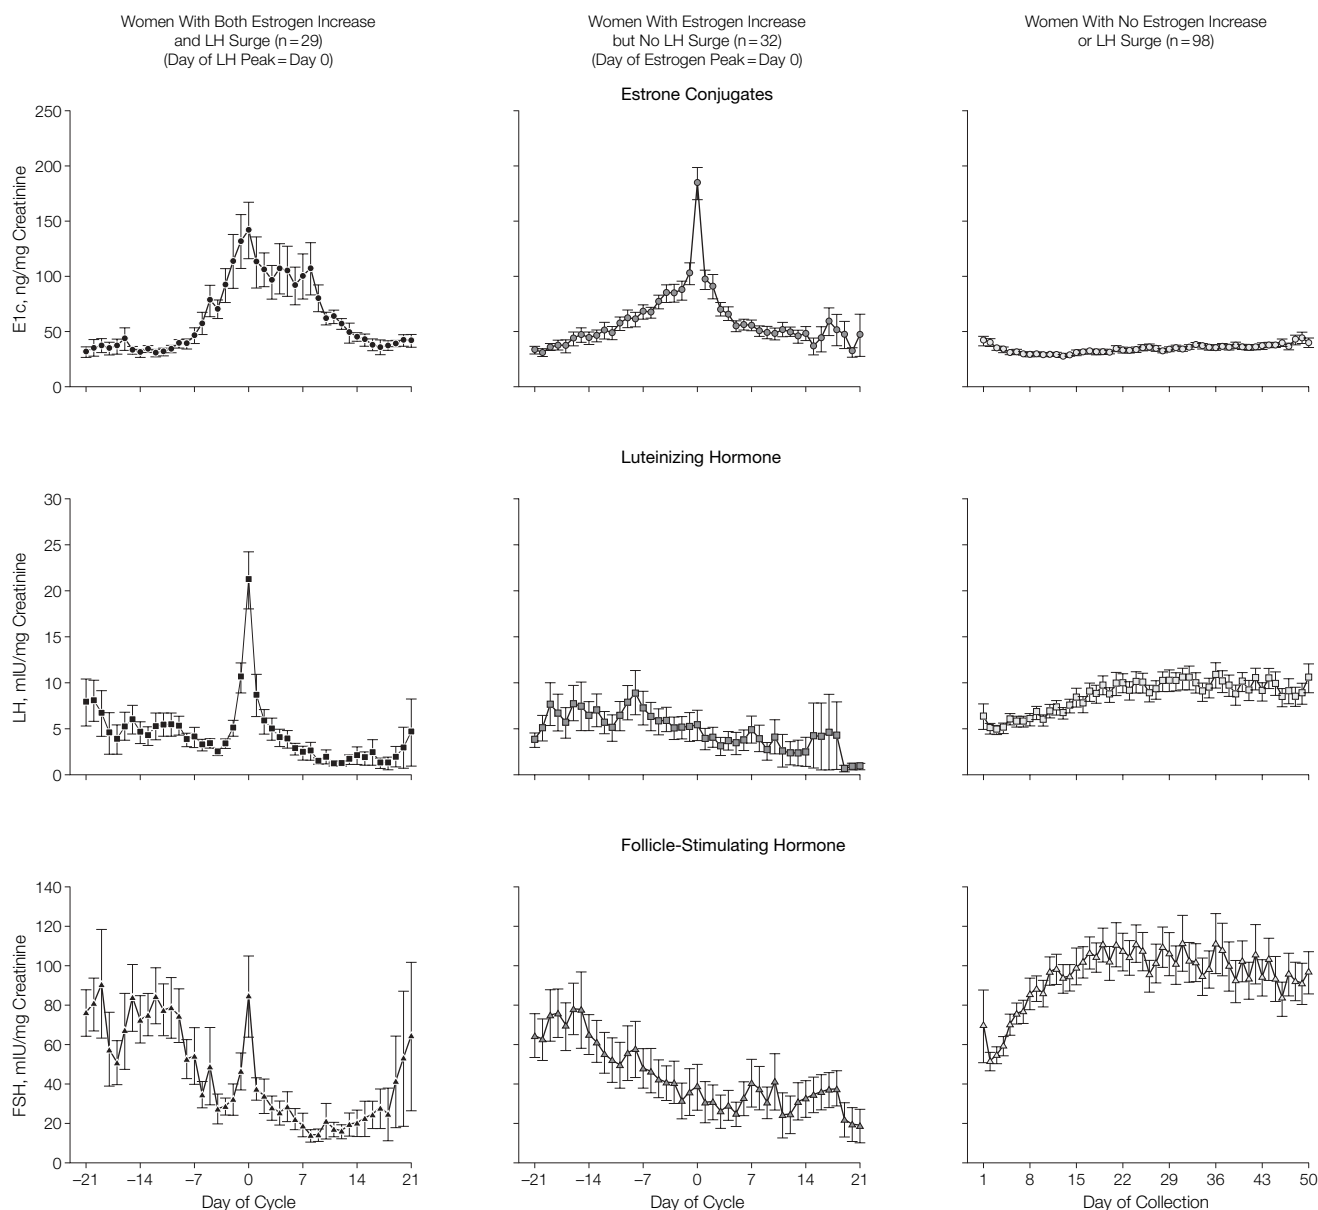 Women With Both Estrogen Increase
and LH Surge (n=29)
(Day of LH Peak=Day 0)
Women With Estrogen Increase
but No LH Surge (n=32)
(Day of Estrogen Peak=Day 0)
Women With No Estrogen Increase
or LH Surge (n=98)
Estrone Conjugates
E1c, ng/mg Creatinine
250
200
150
100
50
0
Luteinizing Hormone
LH, mIU/mg Creatinine
30
25
20
15
10
5
0
Follicle-Stimulating Hormone
FSH, mIU/mg Creatinine
140
120
100
80
60
40
20
0
–21 –14 –7 0 7 14 21
Day of Cycle
–21 –14 –7 0 7 14 21
Day of Cycle
1 8 15 22 29 36 43 50
Day of Collection